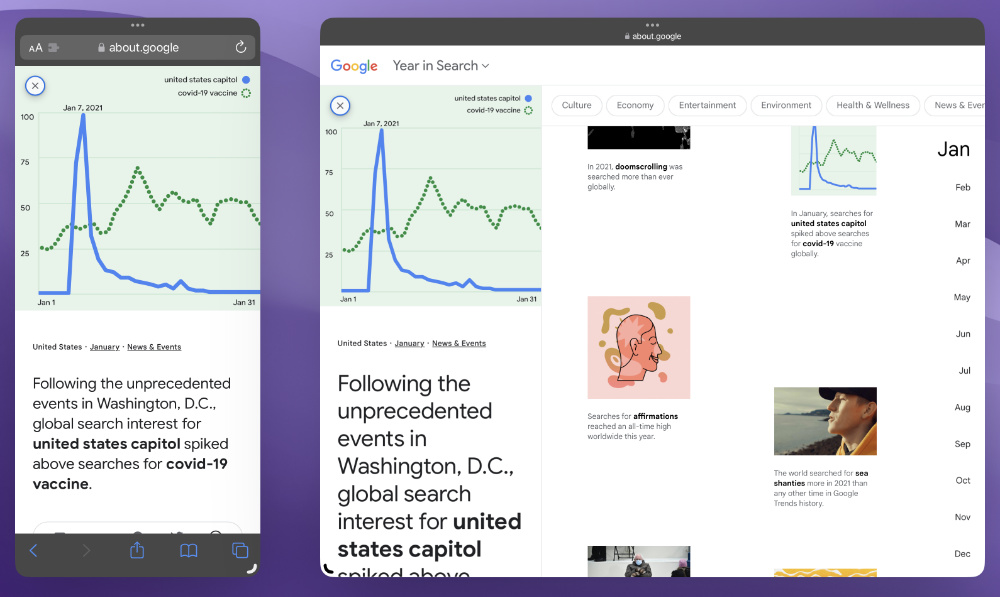 AA
about.google
united states capitol
covid-19 vaccine
Jan 7, 2021
100
75
50
25
Jan 1
Jan 31
United States · January · News & Events
Following the unprecedented
events in Washington, D.C.,
global search interest for
united states capitol spiked
above searches for covid-19
vaccine.
about.google
Google
Year in Search
united states capitol
covid-19 vaccine
Jan 7, 2021
100
75
50
25
Jan 1
Jan 31
United States · January · News & Events
Following the
unprecedented
events in
Washington, D.C.,
global search
interest for united
states capitol
spiked above
Culture
Economy
Entertainment
Environment
Health & Wellness
News & Even
In 2021, doomscrolling was
searched more than ever
globally.
In January, searches for
united states capitol
spiked above searches
for covid-19 vaccine
globally.
Searches for affirmations
reached an all-time high
worldwide this year.
The world searched for sea
shanties more in 2021 than
any other time in Google
Trends history.
Jan
Feb
Mar
Apr
May
Jun
Jul
Aug
Sep
Oct
Nov
Dec